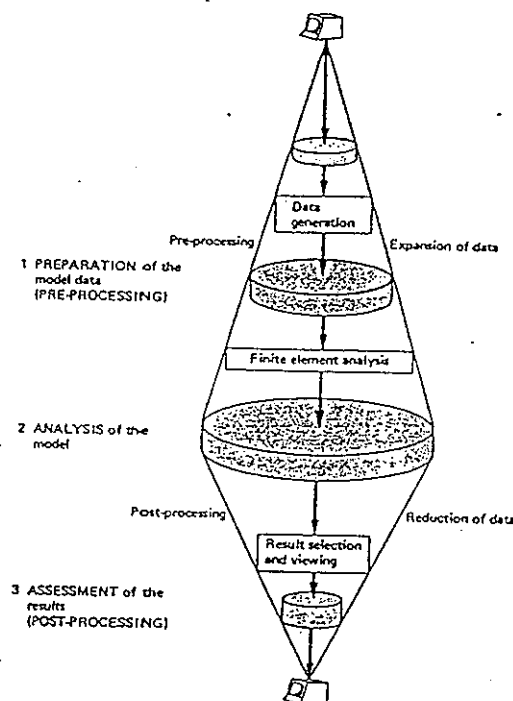 Data
generation
Pre-processing
Expansion of data
1 PREPARATION of the
model data
(PRE-PROCESSING)
Finite element analysis
2 ANALYSIS of the
model
Post-processing
Reduction of data
Result selection
and viewing
3 ASSESSMENT of the
results
(POST-PROCESSING)